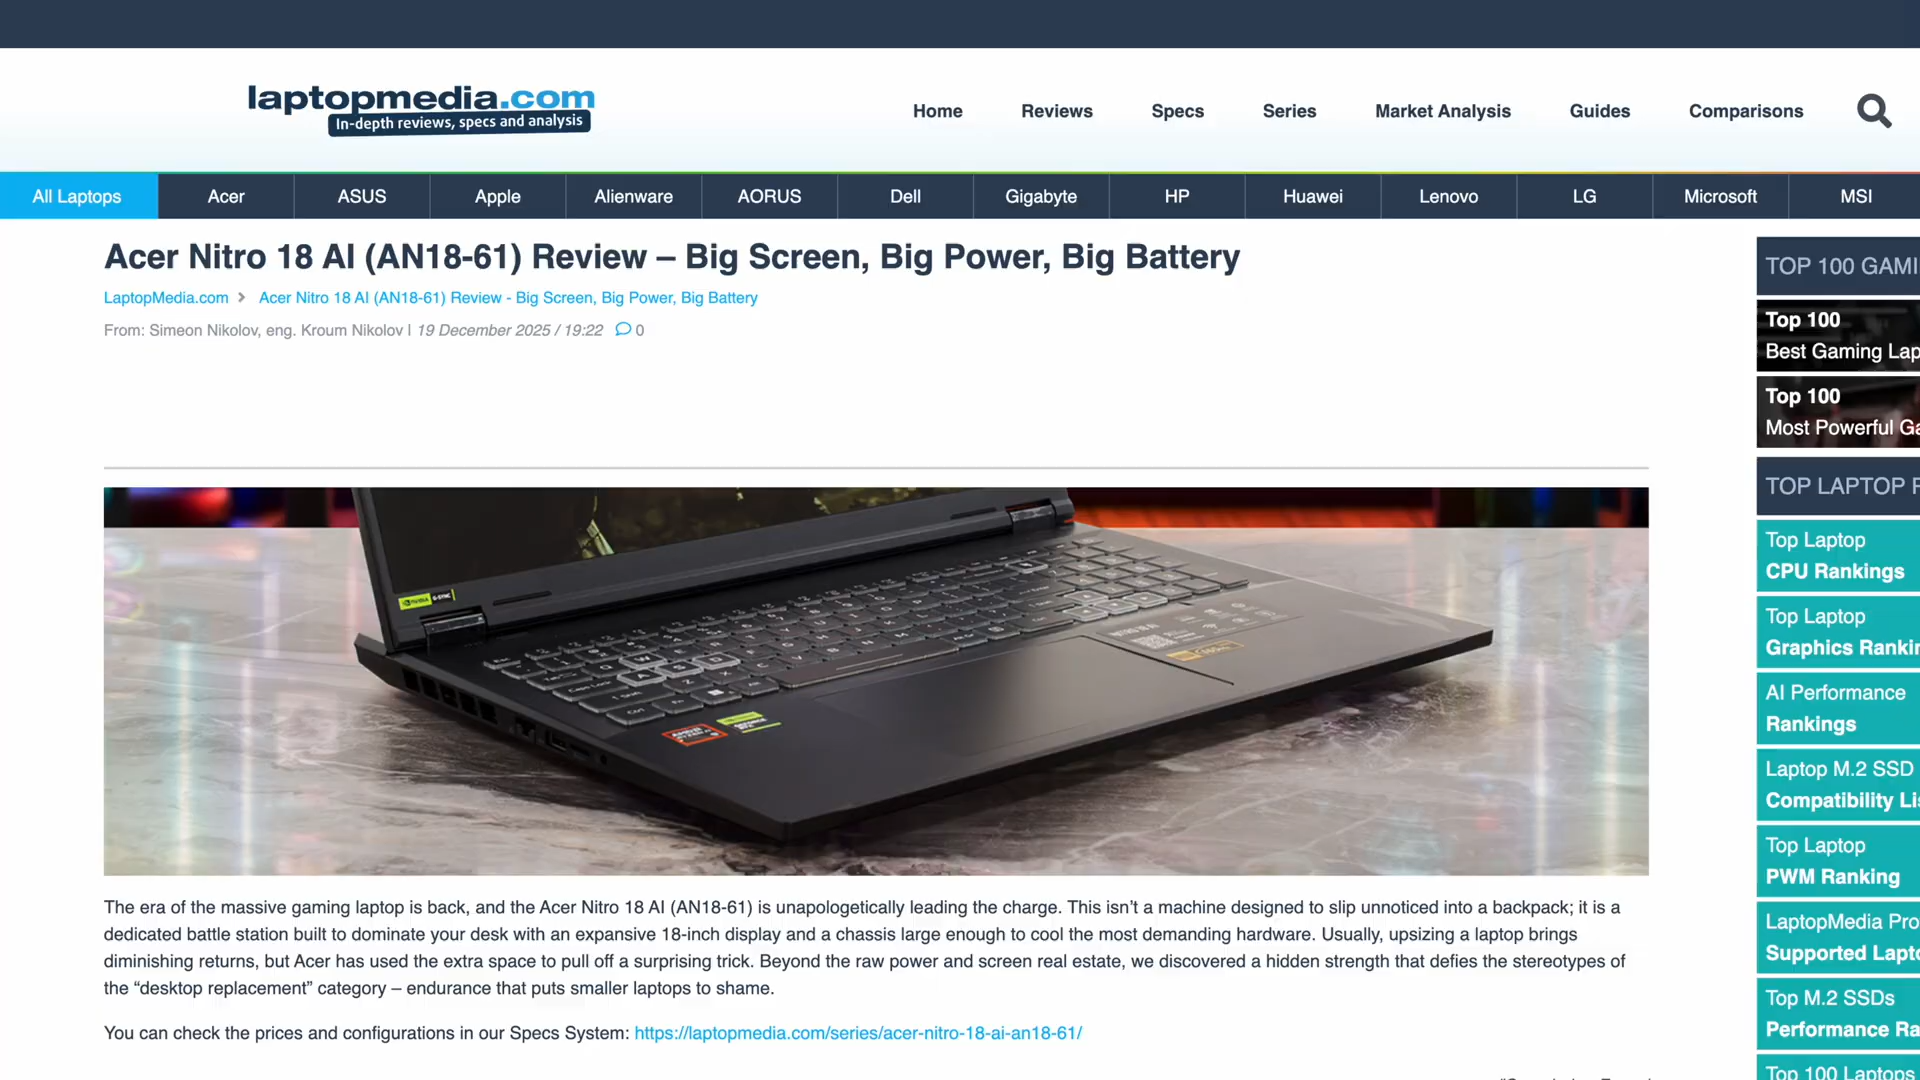 laptopmedia.com
In-depth reviews, specs and analysis
Home
Reviews
Specs
Series
Market Analysis
Guides
Comparisons
All Laptops
Acer
ASUS
Apple
Alienware
AORUS
Dell
Gigabyte
HP
Huawei
Lenovo
LG
Microsoft
MSI
Acer Nitro 18 AI (AN18-61) Review – Big Screen, Big Power, Big Battery
LaptopMedia.com
Acer Nitro 18 AI (AN18-61) Review - Big Screen, Big Power, Big Battery
From: Simeon Nikolov, eng. Kroum Nikolov | 19 December 2025 / 19:22 0
The era of the massive gaming laptop is back, and the Acer Nitro 18 AI (AN18-61) is unapologetically leading the charge. This isn’t a machine designed to slip unnoticed into a backpack; it is a
dedicated battle station built to dominate your desk with an expansive 18-inch display and a chassis large enough to cool the most demanding hardware. Usually, upsizing a laptop brings
diminishing returns, but Acer has used the extra space to pull off a surprising trick. Beyond the raw power and screen real estate, we discovered a hidden strength that defies the stereotypes of
the “desktop replacement” category – endurance that puts smaller laptops to shame.
You can check the prices and configurations in our Specs System: https://laptopmedia.com/series/acer-nitro-18-ai-an18-61/
TOP 100 GAMI
Top 100
Best Gaming Lap
Top 100
Most Powerful Ga
TOP LAPTOP
Top Laptop
CPU Rankings
Top Laptop
Graphics Rankin
AI Performance
Rankings
Laptop M.2 SSD
Compatibility Lis
Top Laptop
PWM Ranking
LaptopMedia Pro
Supported Lapto
Top M.2 SSDs
Performance Ra
Top 100 Laptops